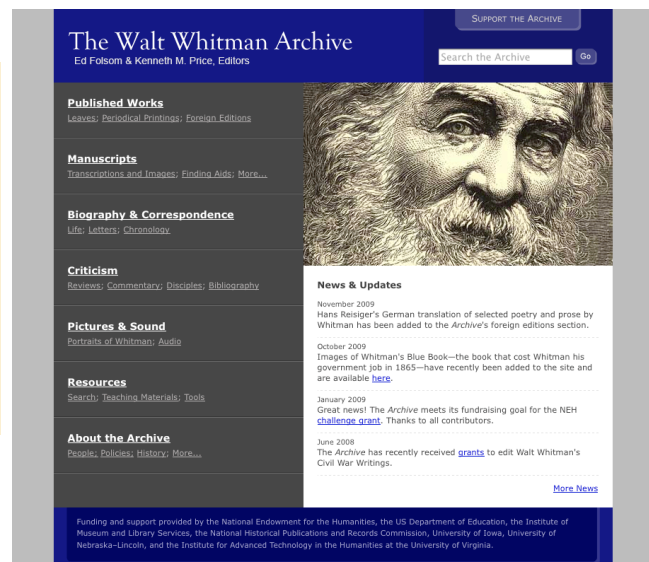 SUPPORT THE ARCHIVE
The Walt Whitman Archive
Ed Folsom & Kenneth M. Price, Editors
Search the Archive
Go
Published Works
Leaves; Periodical Printings; Foreign Editions
Manuscripts
Transcriptions and Images; Finding Aids; More...
Biography & Correspondence
Life; Letters; Chronology
Criticism
Reviews; Commentary; Disciples; Bibliography
Pictures & Sound
Portraits of Whitman; Audio
Resources
Search; Teaching Materials; Tools
About the Archive
People; Policies; History; More...
News & Updates
November 2009
Hans Reisiger's German translation of selected poetry and prose by
Whitman has been added to the Archive's foreign editions section.
October 2009
Images of Whitman's Blue Book—the book that cost Whitman his
government job in 1865—have recently been added to the site and
are available here.
January 2009
Great news! The Archive meets its fundraising goal for the NEH
challenge grant. Thanks to all contributors.
June 2008
The Archive has recently received grants to edit Walt Whitman's
Civil War Writings.
More News
Funding and support provided by the National Endowment for the Humanities, the US Department of Education, the Institute of
Museum and Library Services, the National Historical Publications and Records Commission, University of Iowa, University of
Nebraska–Lincoln, and the Institute for Advanced Technology in the Humanities at the University of Virginia.